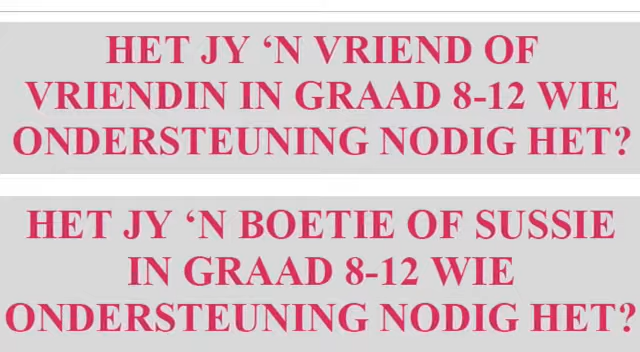 HET JY ‘N VRIEND OF
VRIENDIN IN GRAAD 8-12 WIE
ONDERSTEUNING NODIG HET?
HET JY ‘N BOETIE OF SUSSIE
IN GRAAD 8-12 WIE
ONDERSTEUNING NODIG HET?